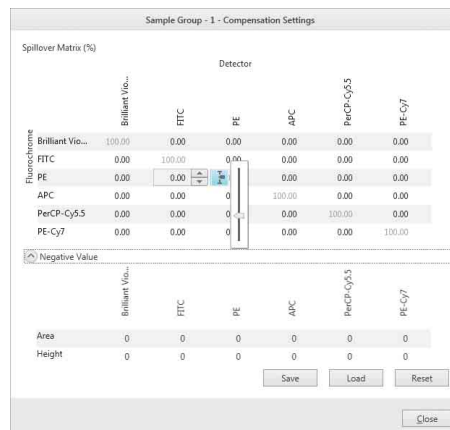 Sample Group - 1 - Compensation Settings
Spillover Matrix (%)
Detector
Brilliant Vio... FITC PE APC PerCP-Cy5.5 PE-Cy7
Fluorochrome
Brilliant Vio... 100.00 0.00 0.00 0.00 0.00 0.00
FITC 0.00 100.00 0.00 0.00 0.00 0.00
PE 0.00 0.00 0.00 0.00 0.00
APC 0.00 0.00 100.00 0.00 0.00
PerCP-Cy5.5 0.00 0.00 0.00 100.00 0.00
PE-Cy7 0.00 0.00 0.00 0.00 100.00
Negative Value
Brilliant Vio... FITC PE APC PerCP-Cy5.5 PE-Cy7
Area 0 0 0 0 0 0
Height 0 0 0 0 0 0
Save Load Reset
Close